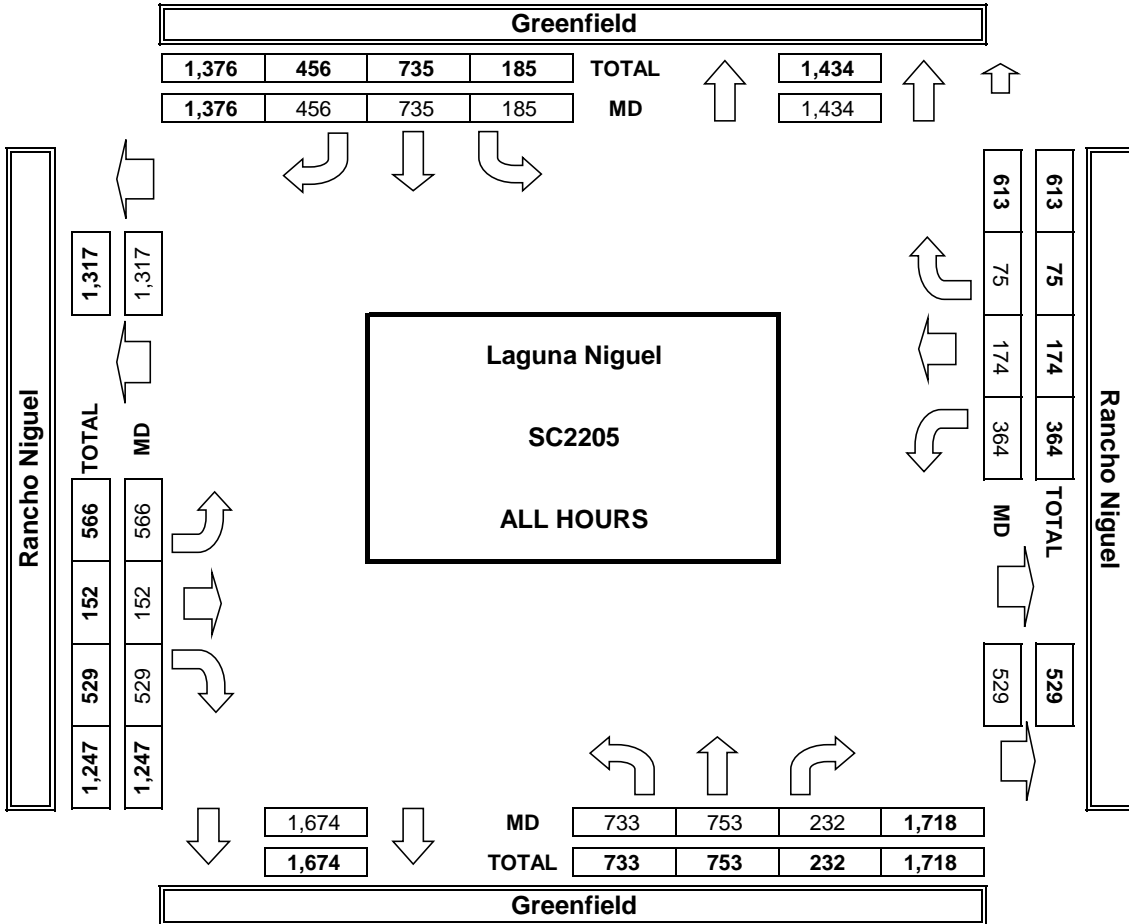 Greenfield
1,376 456 735 185 TOTAL 1,434
1,376 456 735 185 MD 1,434
Rancho Niguel
1,317 1,317
TOTAL MD
566 566
152 152
529 529
1,247 1,247
Laguna Niguel
SC2205
ALL HOURS
613 613
75 75
174 174
364 364
MD TOTAL
529 529
Rancho Niguel
1,674 MD 733 753 232 1,718
1,674 TOTAL 733 753 232 1,718
Greenfield